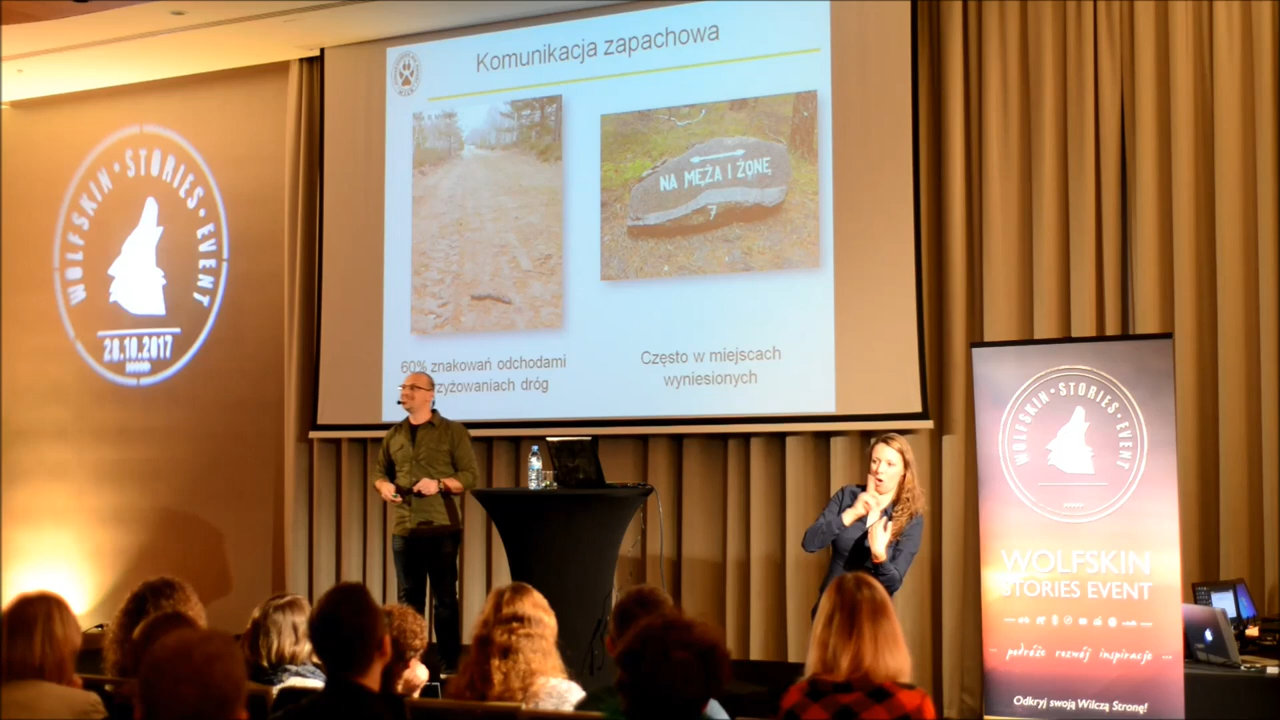 Komunikacja zapachowa
NA MĘŻA I ŻONĘ
7
60% znakowań odchodami
dróg
Często w miejscach
wyniesionych
WOLFSKIN • STORIES • EVENT
28.10.2017
WOLFSKIN • STORIES • EVENT
WOLFSKIN
STORIES EVENT
podróże rozwój inspiracje
Odkryj swoją Wilczą Stronę!